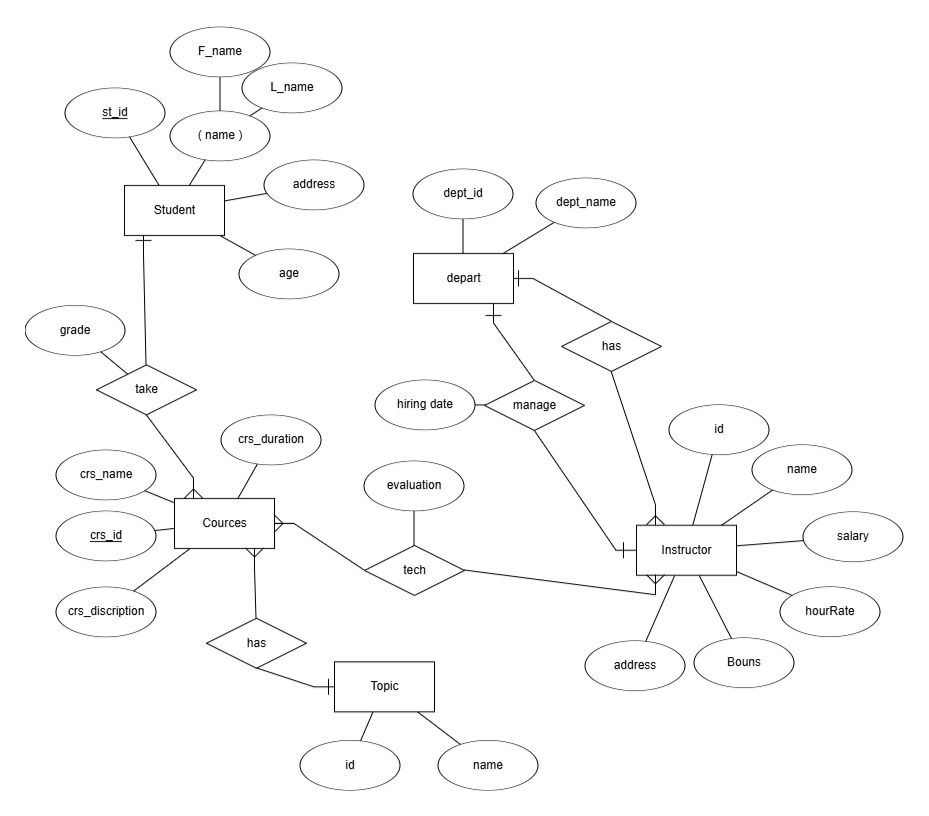 F_name
L_name
st_id
( name )
address
Student
age
dept_id
dept_name
depart
grade
has
take
hiring date
manage
crs_duration
id
crs_name
name
evaluation
Cources
crs_id
salary
Instructor
tech
crs_discription
hourRate
has
address
Bouns
Topic
id
name